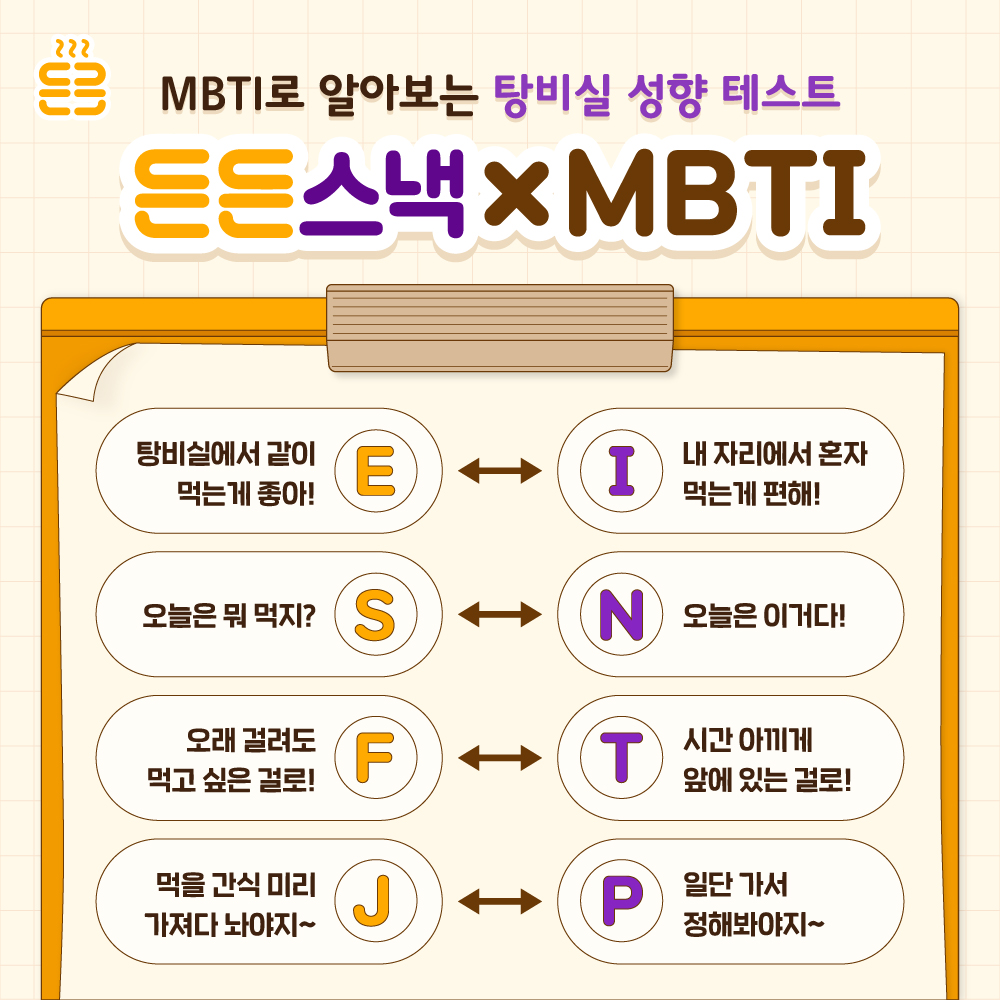 든든
MBTI로 알아보는 탕비실 성향 테스트
든든스낵×MBTI
탕비실에서 같이
먹는게 좋아!
E
I
내 자리에서 혼자
먹는게 편해!
오늘은 뭐 먹지?
S
N
오늘은 이거다!
오래 걸려도
먹고 싶은 걸로!
F
T
시간 아끼게
앞에 있는 걸로!
먹을 간식 미리
가져다 놔야지~
J
P
일단 가서
정해봐야지~